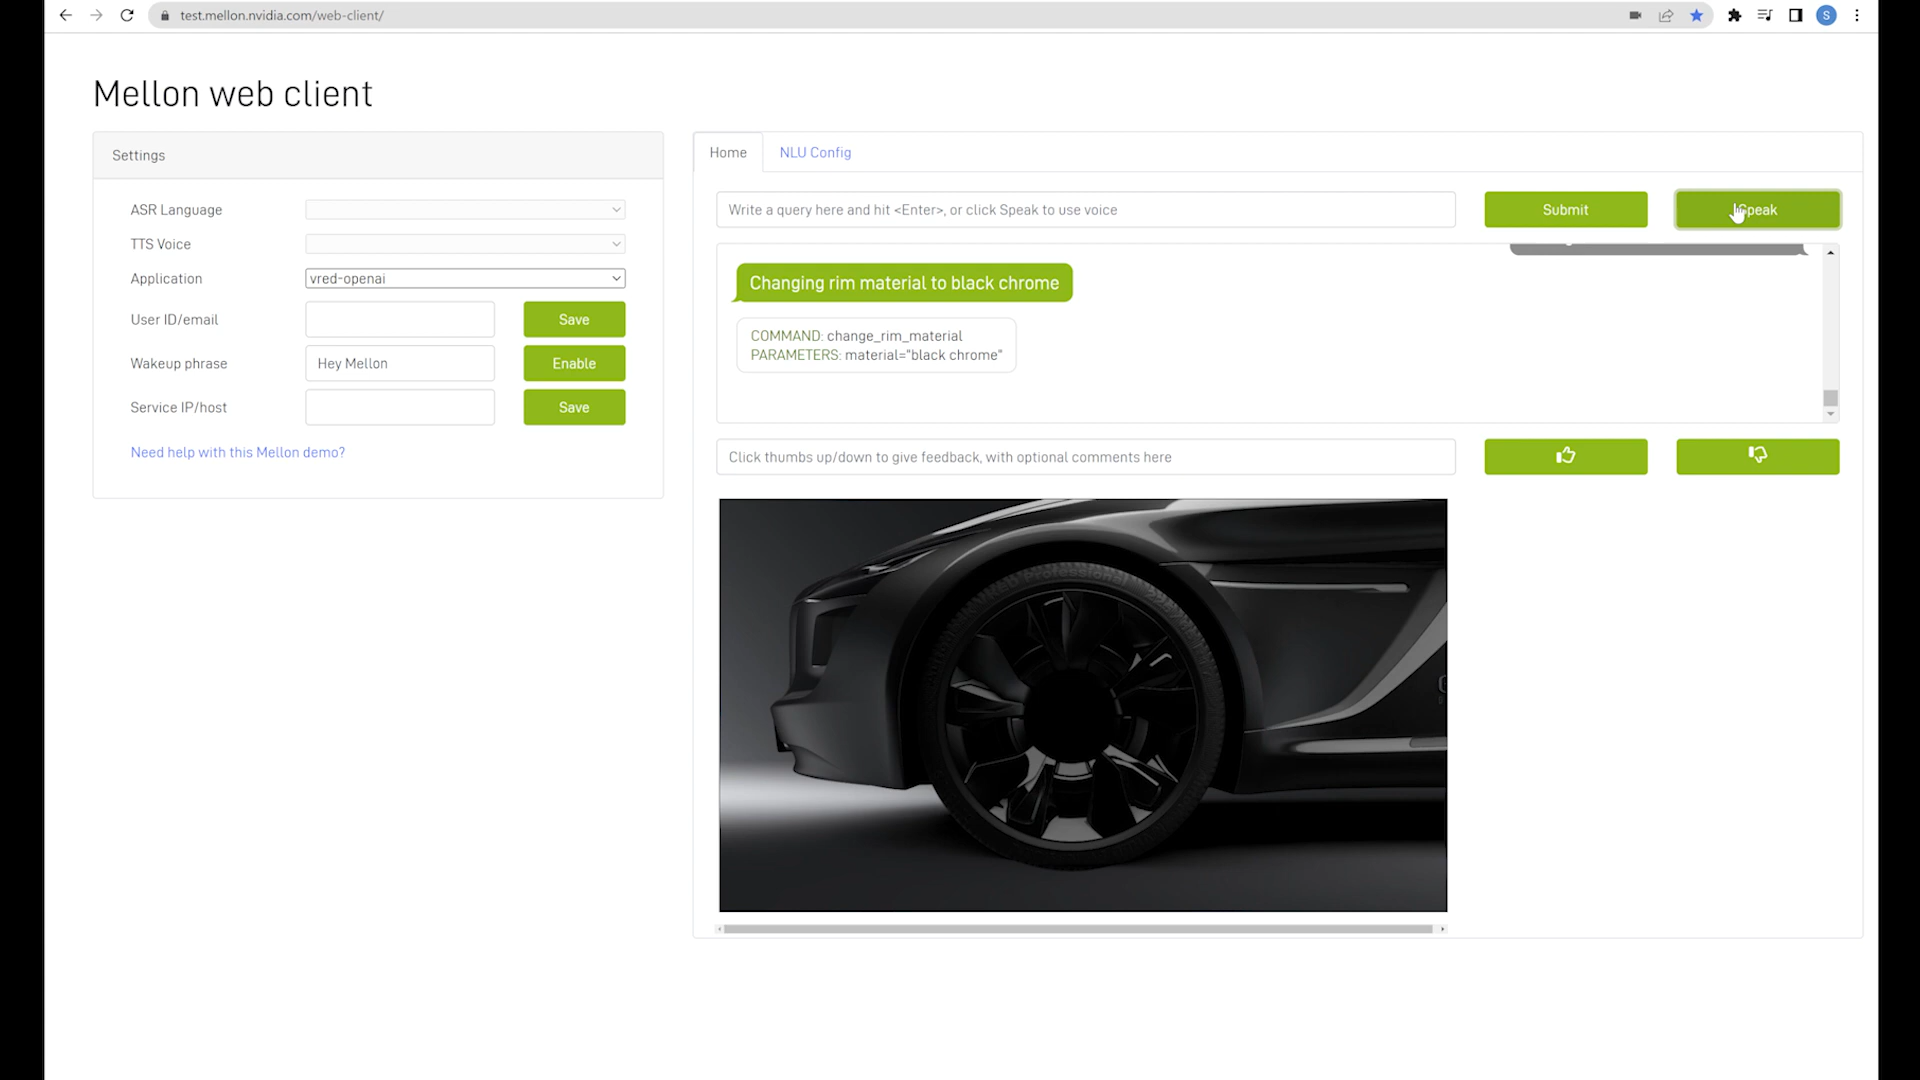 test.mellon.nvidia.com/web-client/
S
Mellon web client
Settings
ASR Language
TTS Voice
Application
vred-openai
User ID/email
Save
Wakeup phrase
Hey Mellon
Enable
Service IP/host
Save
Need help with this Mellon demo?
Home
NLU Config
Write a query here and hit <Enter>, or click Speak to use voice
Submit
Speak
Changing rim material to black chrome
COMMAND: change_rim_material
PARAMETERS: material="black chrome"
Click thumbs up/down to give feedback, with optional comments here
Professional